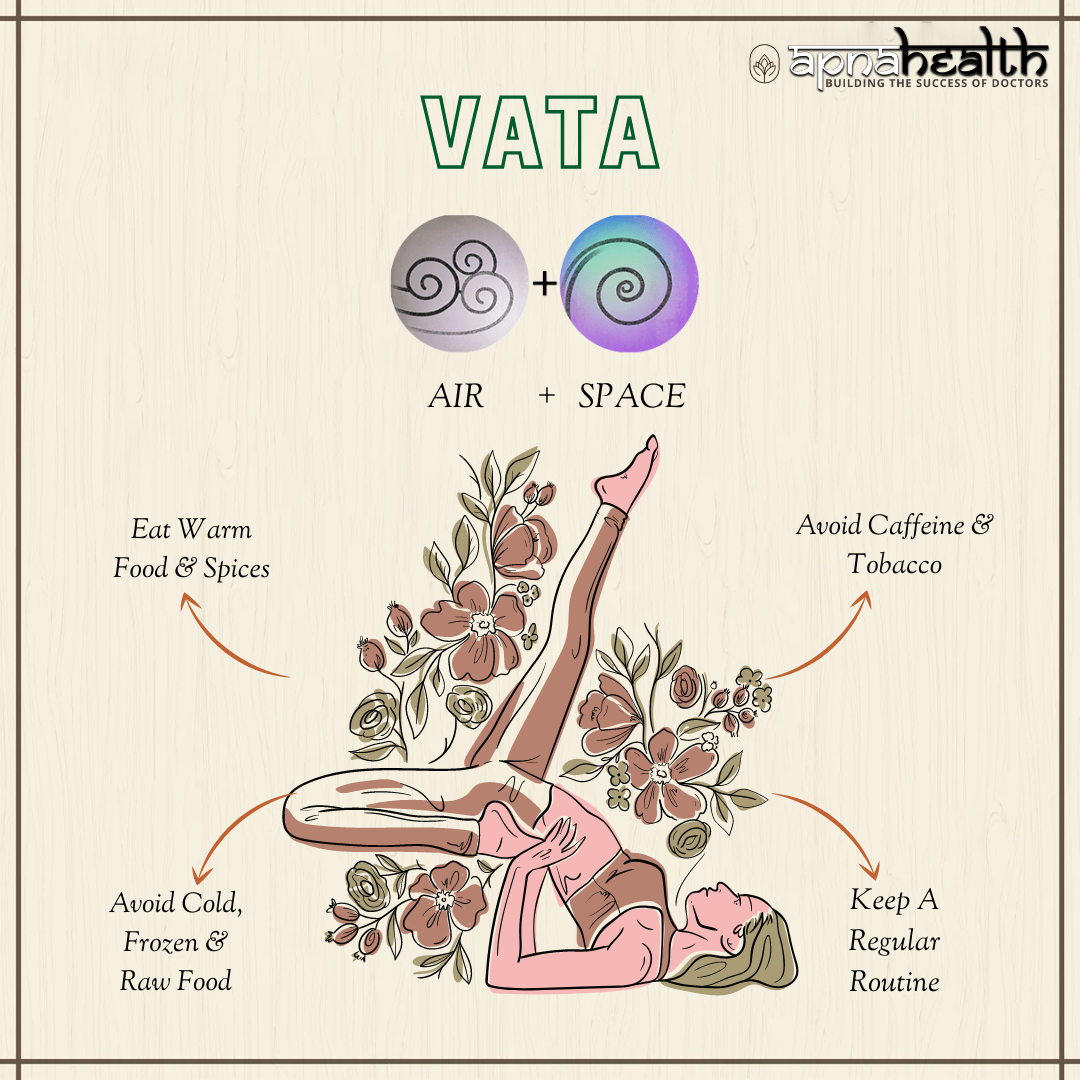 apnahealth
BUILDING THE SUCCESS OF DOCTORS
VATA
+
AIR + SPACE
Eat Warm
Food & Spices
Avoid Caffeine &
Tobacco
Avoid Cold,
Frozen &
Raw Food
Keep A
Regular
Routine